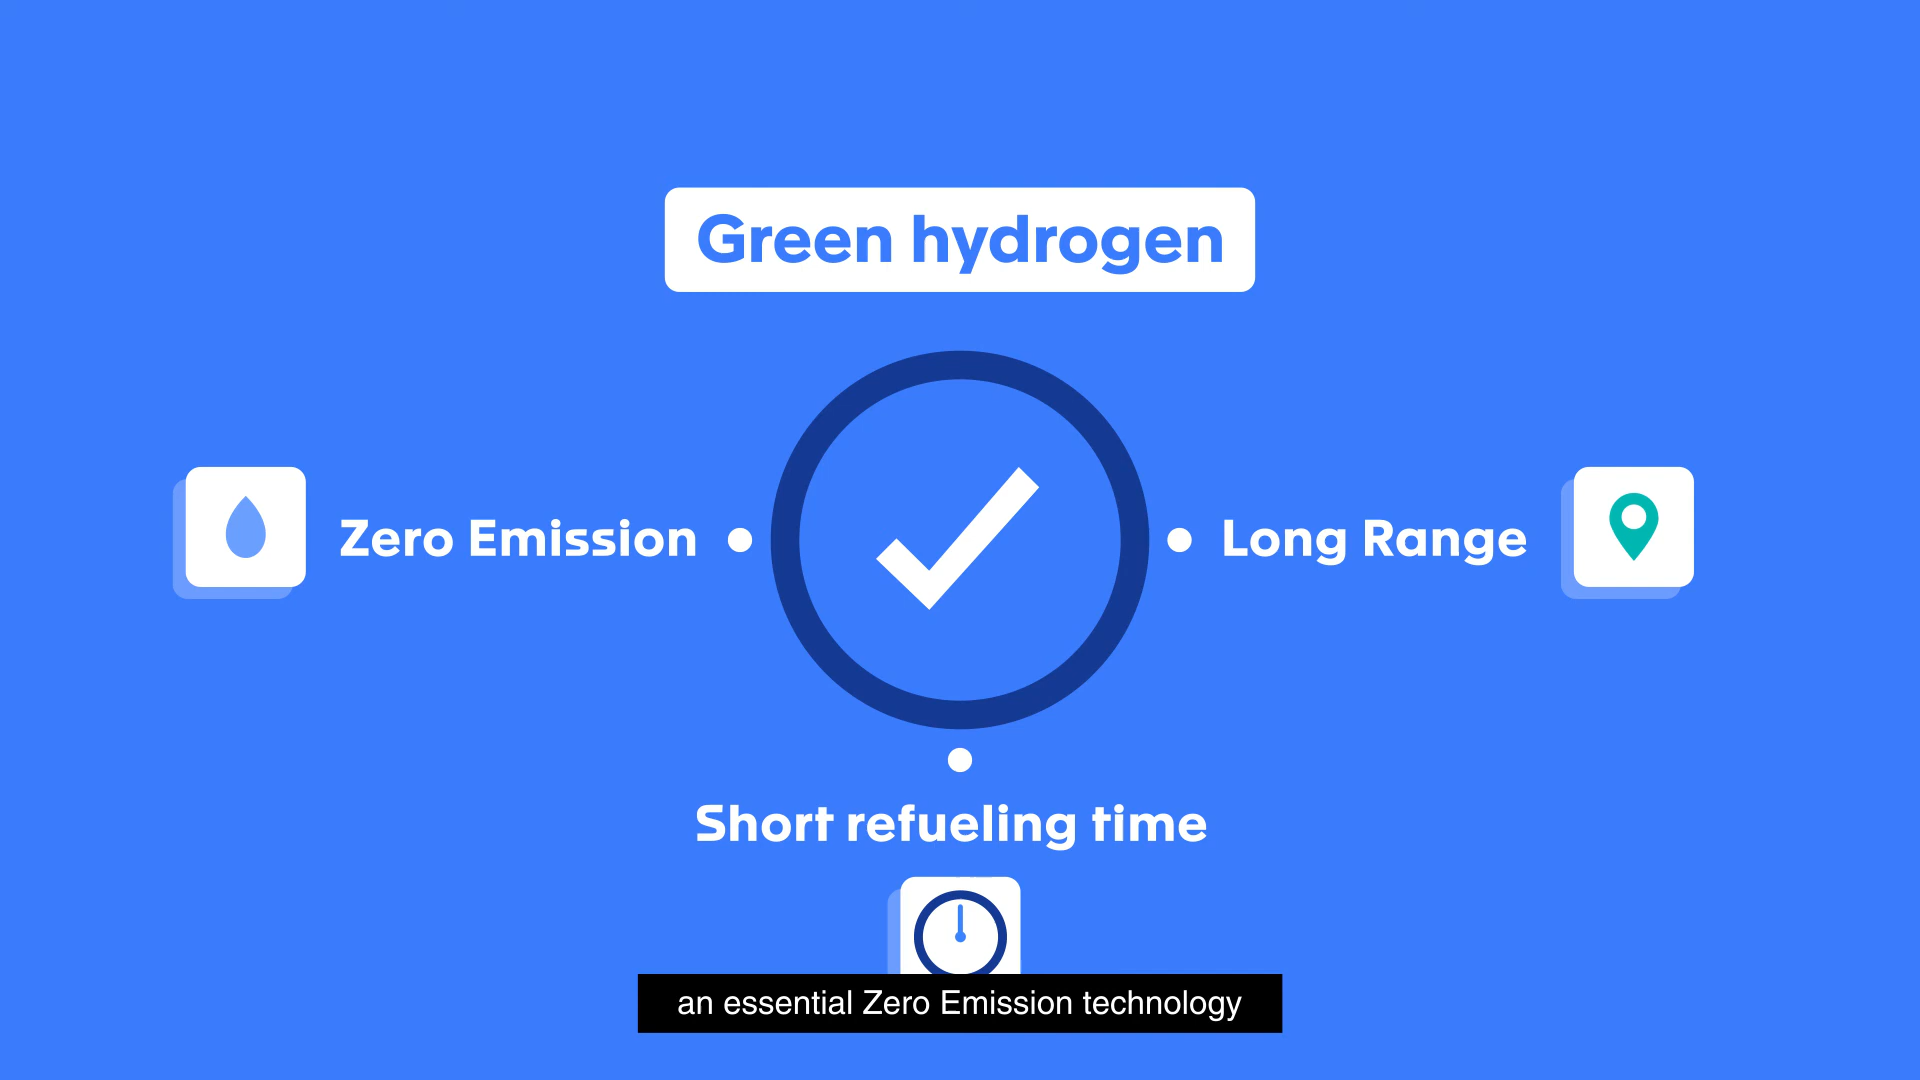 Green hydrogen
Zero Emission
Long Range
Short refueling time
an essential Zero Emission technology